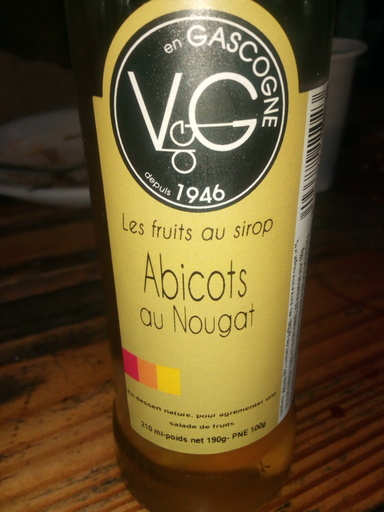 en GASCOGNE
V&G
depuis 1946
Les fruits au sirop
Abicots
au Nougat
En dessert nature, pour agrementer une
salade de fruits
210 ml-poids net 190g- PNE 100g